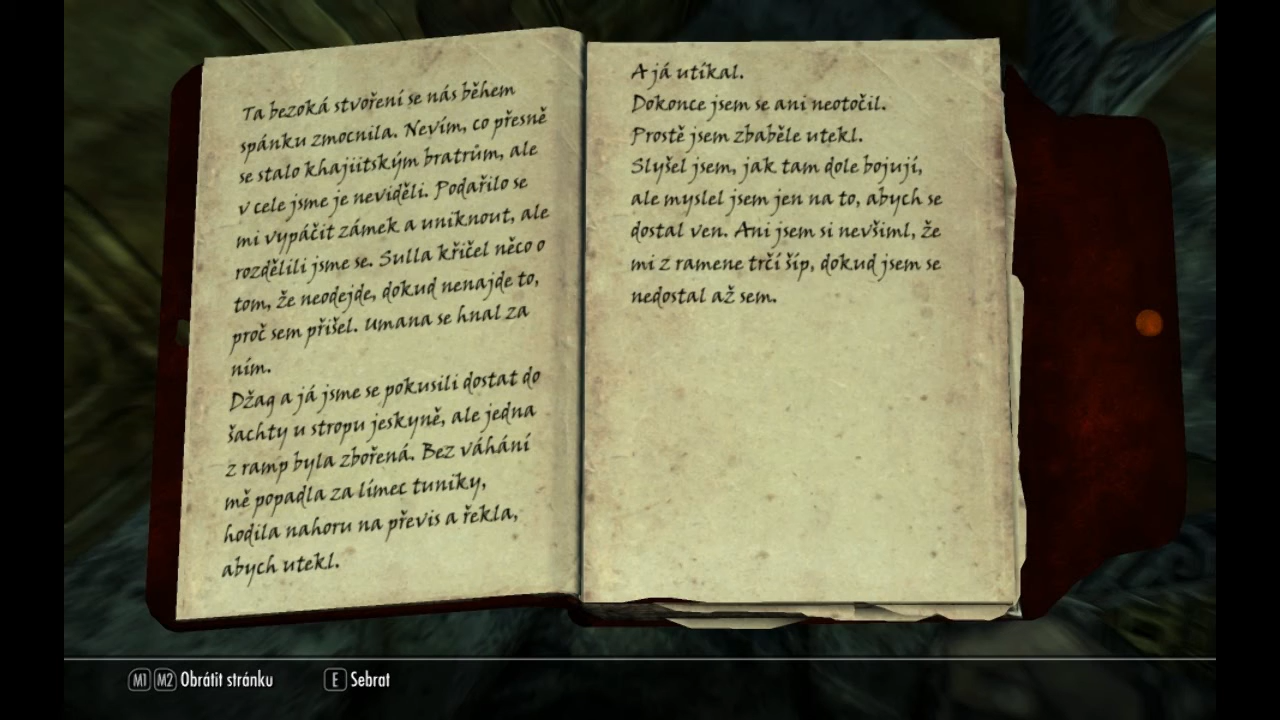 Ta bezoká stvoření se nás během
spánku zmocnila. Nevím, co přesně
se stalo khajiitským bratrům, ale
v cele jsme je neviděli. Podařilo se
mi vypáčit zámek a uniknout, ale
rozdělili jsme se. Sulla křičel něco o
tom, že neodejde, dokud nenajde to,
proč sem přišel. Umana se hnal za
ním.
Džag a já jsme se pokusili dostat do
šachty u stropu jeskyně, ale jedna
z ramp byla zbořená. Bez váhání
mě popadla za límec tuniky,
hodila nahoru na převis a řekla,
abych utekl.
A já utíkal.
Dokonce jsem se ani neotočil.
Prostě jsem zbaběle utekl.
Slyšel jsem, jak tam dole bojují,
ale myslel jsem jen na to, abych se
dostal ven. Ani jsem si nevšiml, že
mi z ramene trčí šíp, dokud jsem se
nedostal až sem.
M1 M2 Obrátit stránku E Sebrat